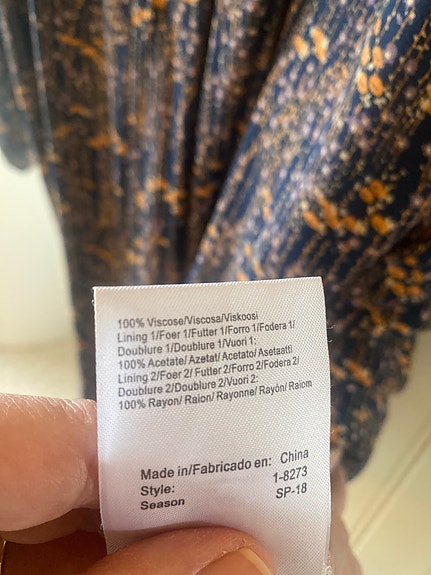 100% Viscose/Viscosa/Viskoosi
Lining 1/Foer 1/Futter 1/Forro 1/Fodera 1/
Doublure 1/Doublure 1/Vuori 1:
100% Acetate/ Azetat/ Acetato/ Asetaatti
Lining 2/Foer 2/ Futter 2/Forro 2/Fodera 2/
Doublure 2/Doublure 2/Vuori 2:
100% Rayon/ Raion/ Rayonne/ Rayón/ Raiom
Made in/Fabricado en: China
Style: 1-8273
Season SP-18